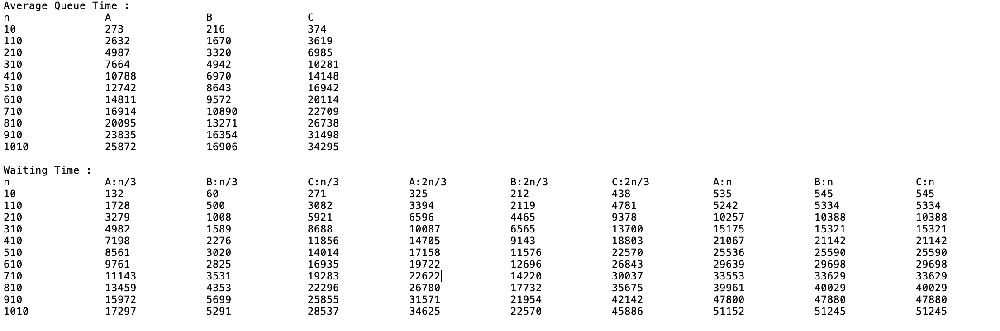 Average Queue Time :
n A B C
10 273 216 374
110 2632 1670 3619
210 4987 3320 6985
310 7664 4942 10281
410 10788 6970 14148
510 12742 8643 16942
610 14811 9572 20114
710 16914 10890 22709
810 20095 13271 26738
910 23835 16354 31498
1010 25872 16906 34295
Waiting Time :
n A:n/3 B:n/3 C:n/3 A:2n/3 B:2n/3 C:2n/3 A:n B:n C:n
10 132 60 271 325 212 438 535 545 545
110 1728 500 3082 3394 2119 4781 5242 5334 5334
210 3279 1008 5921 6596 4465 9378 10257 10388 10388
310 4982 1589 8688 10087 6565 13700 15175 15321 15321
410 7198 2276 11856 14705 9143 18803 21067 21142 21142
510 8561 3020 14014 17158 11576 22570 25536 25590 25590
610 9761 2825 16935 19722 12696 26843 29639 29698 29698
710 11143 3531 19283 22622 14220 30037 33553 33629 33629
810 13459 4353 22296 26780 17732 35675 39961 40029 40029
910 15972 5699 25855 31571 21954 42142 47800 47880 47880
1010 17297 5291 28537 34625 22570 45886 51152 51245 51245